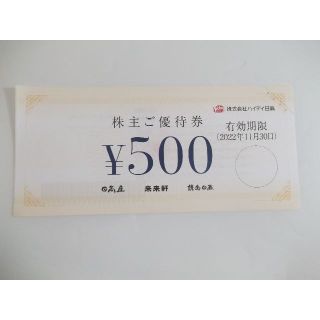 株式会社ハイデイ日高
株主ご優待券
有効期限
(2022年11月30日)
¥500
日高屋 来来軒 焼鳥日高